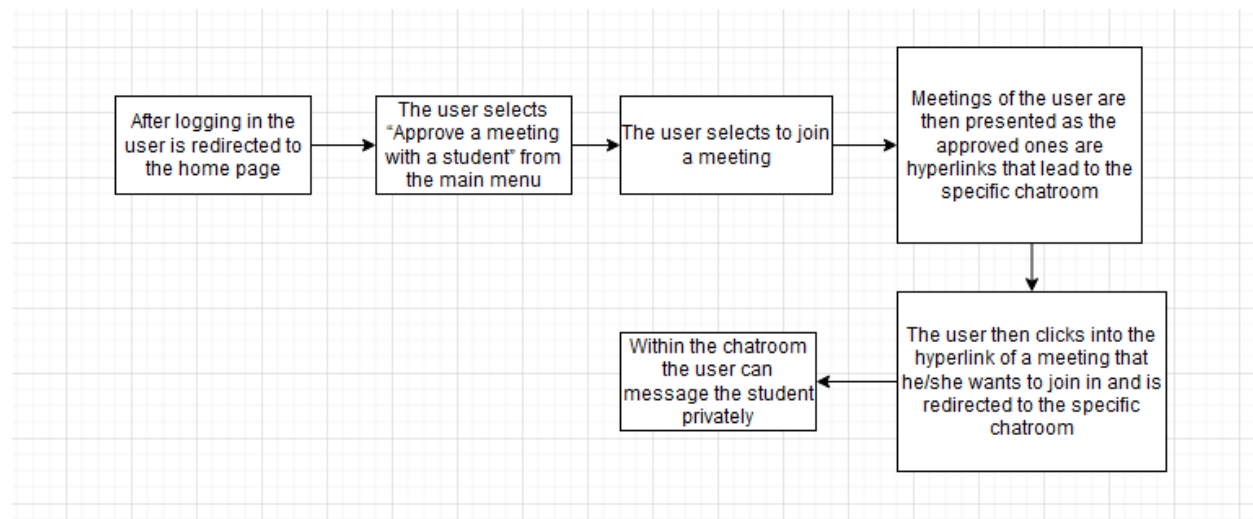 After logging in the
user is redirected to
the home page
The user selects
“Approve a meeting
with a student” from
the main menu
The user selects to join
a meeting
Meetings of the user are
then presented as the
approved ones are
hyperlinks that lead to the
specific chatroom
The user then clicks into the
hyperlink of a meeting that
he/she wants to join in and is
redirected to the specific
chatroom
Within the chatroom
the user can
message the student
privately